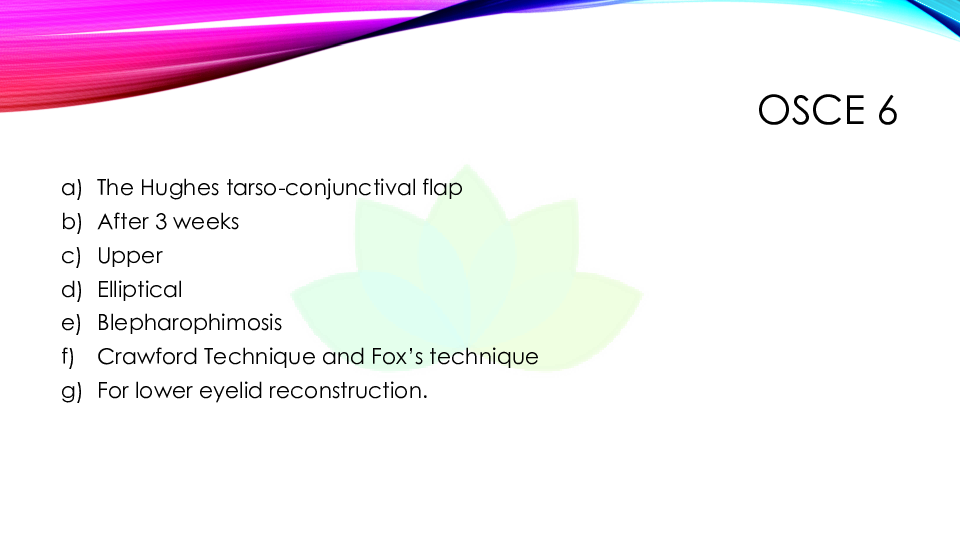 OSCE 6
a) The Hughes tarso-conjunctival flap
b) After 3 weeks
c) Upper
d) Elliptical
e) Blepharophimosis
f) Crawford Technique and Fox’s technique
g) For lower eyelid reconstruction.